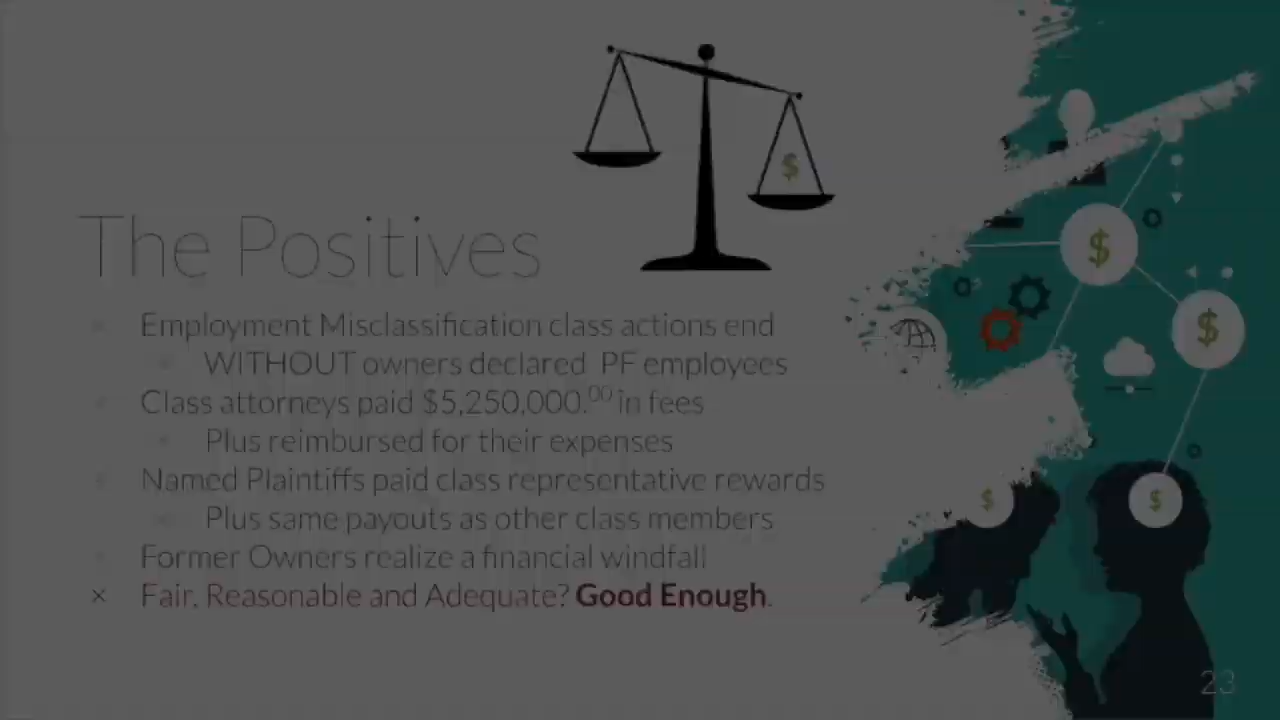 The Positives
Employment Misclassification class actions end
WITHOUT owners declared PF employees
Class attorneys paid $5,250,000.00 in fees
Plus reimbursed for their expenses
Named Plaintiffs paid class representative rewards
Plus same payouts as other class members
Former Owners realize a financial windfall
× Fair, Reasonable and Adequate? Good Enough.
$
$
$
$
$
23